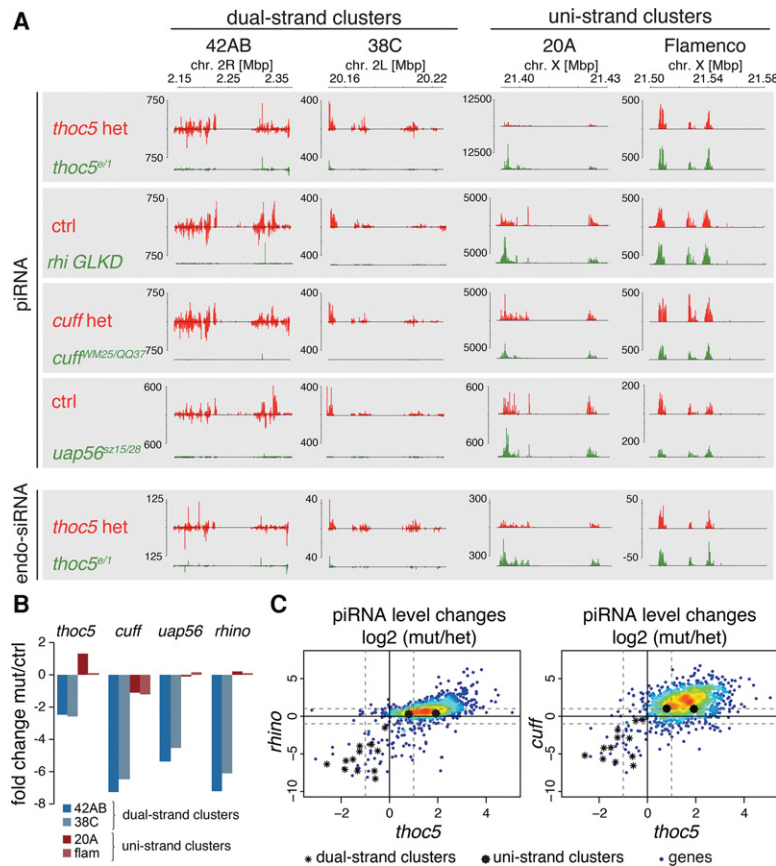 A
dual-strand clusters
uni-strand clusters
42AB
38C
20A
Flamenco
chr. 2R [Mbp]
chr. 2L [Mbp]
chr. X [Mbp]
chr. X [Mbp]
2.15 2.25 2.35
20.16 20.22
21.40 21.43
21.50 21.54 21.58
piRNA
750 400 12500 500
thoc5 het
thoc5e/1
750 400 12500 500
750 400 5000 500
ctrl
rhi GLKD
750 400 5000 500
750 400 5000 500
cuff het
cuffWM25/QQ37
750 400 5000 500
600 400 600 200
ctrl
uap56sz15/28
600 400 600 200
endo-siRNA
125 40 300 50
thoc5 het
thoc5e/1
125 40 300 -50
B
thoc5 cuff uap56 rhino
fold change mut/ctrl
2
0
-2
-4
-6
-8
42AB
38C
dual-strand clusters
20A
flam
uni-strand clusters
C
piRNA level changes
log2 (mut/het)
rhino
5
0
−5
−10
−2 0 2 4
thoc5
piRNA level changes
log2 (mut/het)
cuff
5
0
−5
−10
−2 0 2 4
thoc5
dual-strand clusters
uni-strand clusters
genes